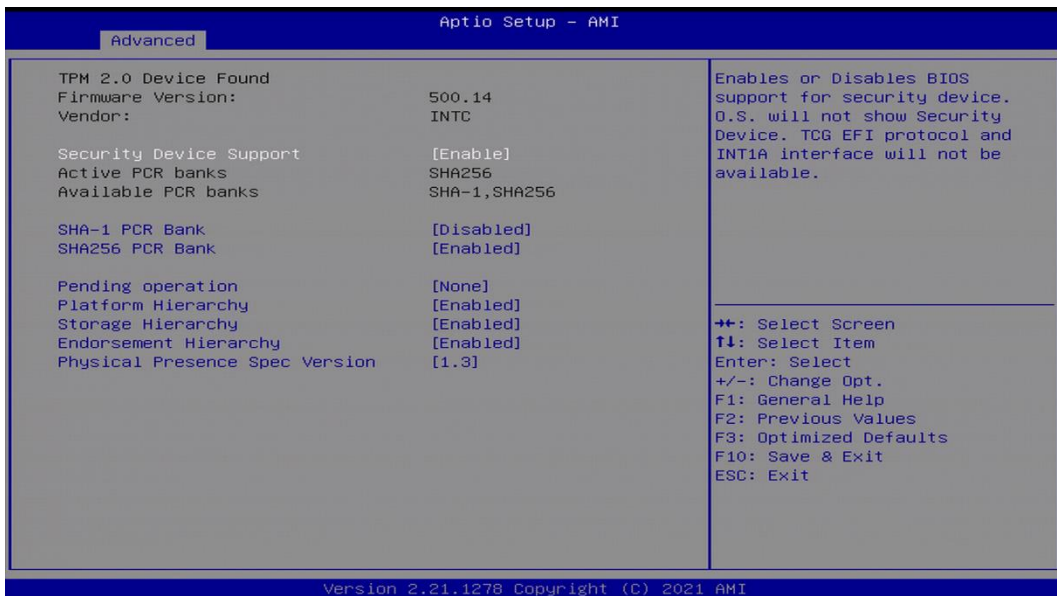 Aptio Setup – AMI
Advanced
TPM 2.0 Device Found
Firmware Version: 500.14
Vendor: INTC
Security Device Support [Enable]
Active PCR banks SHA256
Available PCR banks SHA-1,SHA256
SHA-1 PCR Bank [Disabled]
SHA256 PCR Bank [Enabled]
Pending operation [None]
Platform Hierarchy [Enabled]
Storage Hierarchy [Enabled]
Endorsement Hierarchy [Enabled]
Physical Presence Spec Version [1.3]
Enables or Disables BIOS
support for security device.
O.S. will not show Security
Device. TCG EFI protocol and
INT1A interface will not be
available.
→←: Select Screen
↑↓: Select Item
Enter: Select
+/-: Change Opt.
F1: General Help
F2: Previous Values
F3: Optimized Defaults
F10: Save & Exit
ESC: Exit
Version 2.21.1278 Copyright (C) 2021 AMI